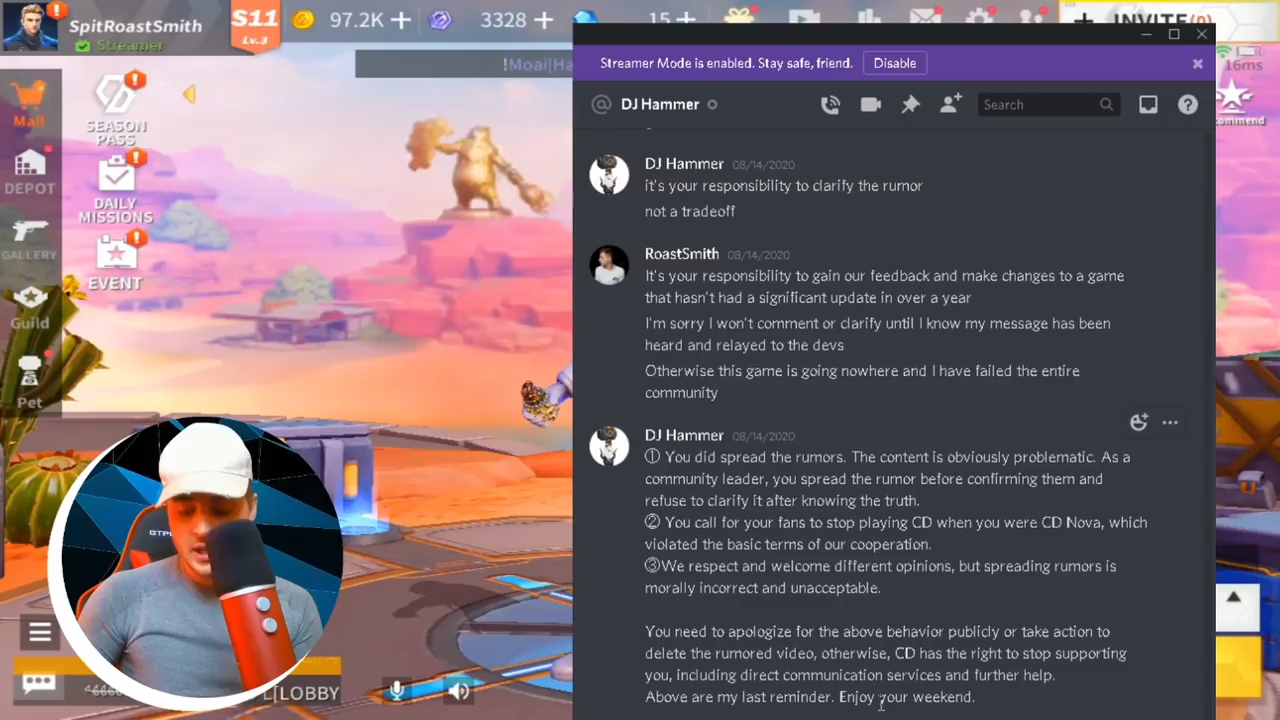 SpitRoastSmith
Streamer
S11
Lv.3
97.2K
3328
15
INVITE(0)
!Moai|Ha
16ms
Mall
SEASON
PASS
DEPOT
DAILY
MISSIONS
GALLERY
EVENT
Guild
Pet
Streamer Mode is enabled. Stay safe, friend.
Disable
DJ Hammer
Search
DJ Hammer 08/14/2020
it's your responsibility to clarify the rumor
not a tradeoff
RoastSmith 08/14/2020
It's your responsibility to gain our feedback and make changes to a game
that hasn't had a significant update in over a year
I'm sorry I won't comment or clarify until I know my message has been
heard and relayed to the devs
Otherwise this game is going nowhere and I have failed the entire
community
DJ Hammer 08/14/2020
① You did spread the rumors. The content is obviously problematic. As a
community leader, you spread the rumor before confirming them and
refuse to clarify it after knowing the truth.
② You call for your fans to stop playing CD when you were CD Nova, which
violated the basic terms of our cooperation.
③We respect and welcome different opinions, but spreading rumors is
morally incorrect and unacceptable.
You need to apologize for the above behavior publicly or take action to
delete the rumored video, otherwise, CD has the right to stop supporting
you, including direct communication services and further help.
Above are my last reminder. Enjoy your weekend.
GTP
[LOBBY